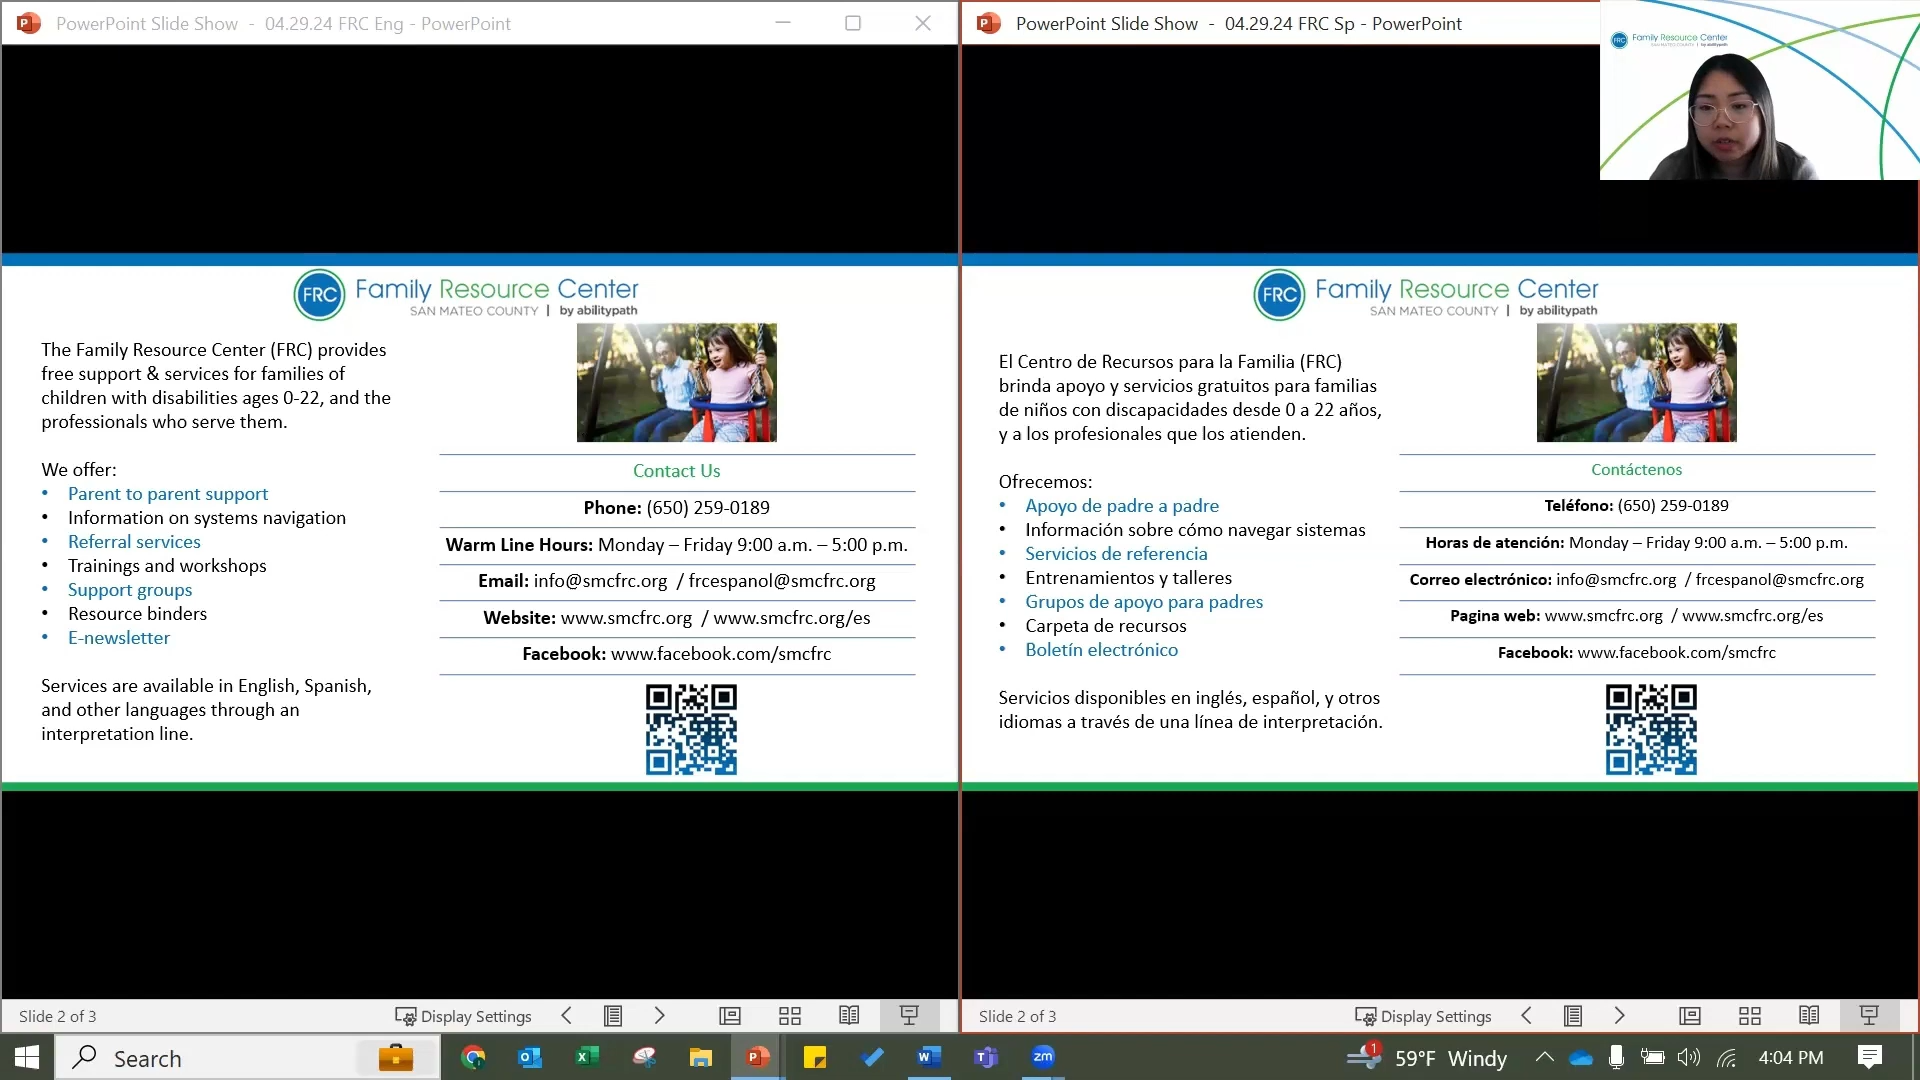 PowerPoint Slide Show - 04.29.24 FRC Eng - PowerPoint
FRC
Family Resource Center
SAN MATEO COUNTY | by abilitypath
The Family Resource Center (FRC) provides
free support & services for families of
children with disabilities ages 0-22, and the
professionals who serve them.
We offer:
• Parent to parent support
• Information on systems navigation
• Referral services
• Trainings and workshops
• Support groups
• Resource binders
• E-newsletter
Services are available in English, Spanish,
and other languages through an
interpretation line.
Contact Us
Phone: (650) 259-0189
Warm Line Hours: Monday – Friday 9:00 a.m. – 5:00 p.m.
Email: info@smcfrc.org / frcespanol@smcfrc.org
Website: www.smcfrc.org / www.smcfrc.org/es
Facebook: www.facebook.com/smcfrc
Slide 2 of 3
Display Settings
PowerPoint Slide Show - 04.29.24 FRC Sp - PowerPoint
FRC
Family Resource Center
SAN MATEO COUNTY | by abilitypath
FRC
Family Resource Center
SAN MATEO COUNTY | by abilitypath
El Centro de Recursos para la Familia (FRC)
brinda apoyo y servicios gratuitos para familias
de niños con discapacidades desde 0 a 22 años,
y a los profesionales que los atienden.
Ofrecemos:
• Apoyo de padre a padre
• Información sobre cómo navegar sistemas
• Servicios de referencia
• Entrenamientos y talleres
• Grupos de apoyo para padres
• Carpeta de recursos
• Boletín electrónico
Servicios disponibles en inglés, español, y otros
idiomas a través de una línea de interpretación.
Contáctenos
Teléfono: (650) 259-0189
Horas de atención: Monday – Friday 9:00 a.m. – 5:00 p.m.
Correo electrónico: info@smcfrc.org / frcespanol@smcfrc.org
Pagina web: www.smcfrc.org / www.smcfrc.org/es
Facebook: www.facebook.com/smcfrc
Slide 2 of 3
Display Settings
Search
zm
1
59°F Windy
4:04 PM